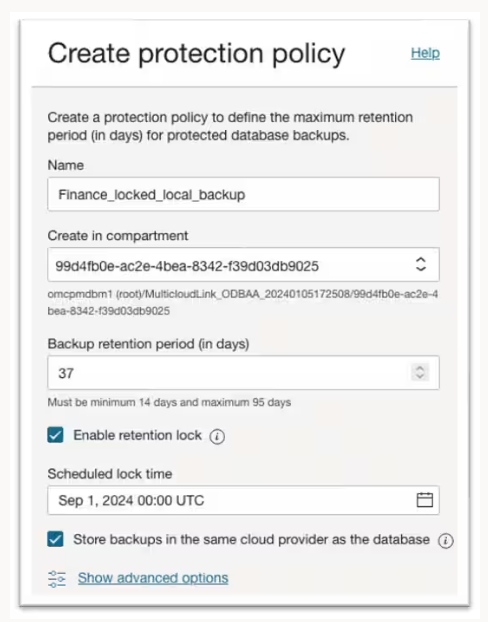 Create protection policy
Help
Create a protection policy to define the maximum retention
period (in days) for protected database backups.
Name
Finance_locked_local_backup
Create in compartment
99d4fb0e-ac2e-4bea-8342-f39d03db9025
omcpmdbm1 (root)/MulticloudLink_ODBAA_20240105172508/99d4fb0e-ac2e-4
bea-8342-f39d03db9025
Backup retention period (in days)
37
Must be minimum 14 days and maximum 95 days
Enable retention lock
Scheduled lock time
Sep 1, 2024 00:00 UTC
Store backups in the same cloud provider as the database
Show advanced options